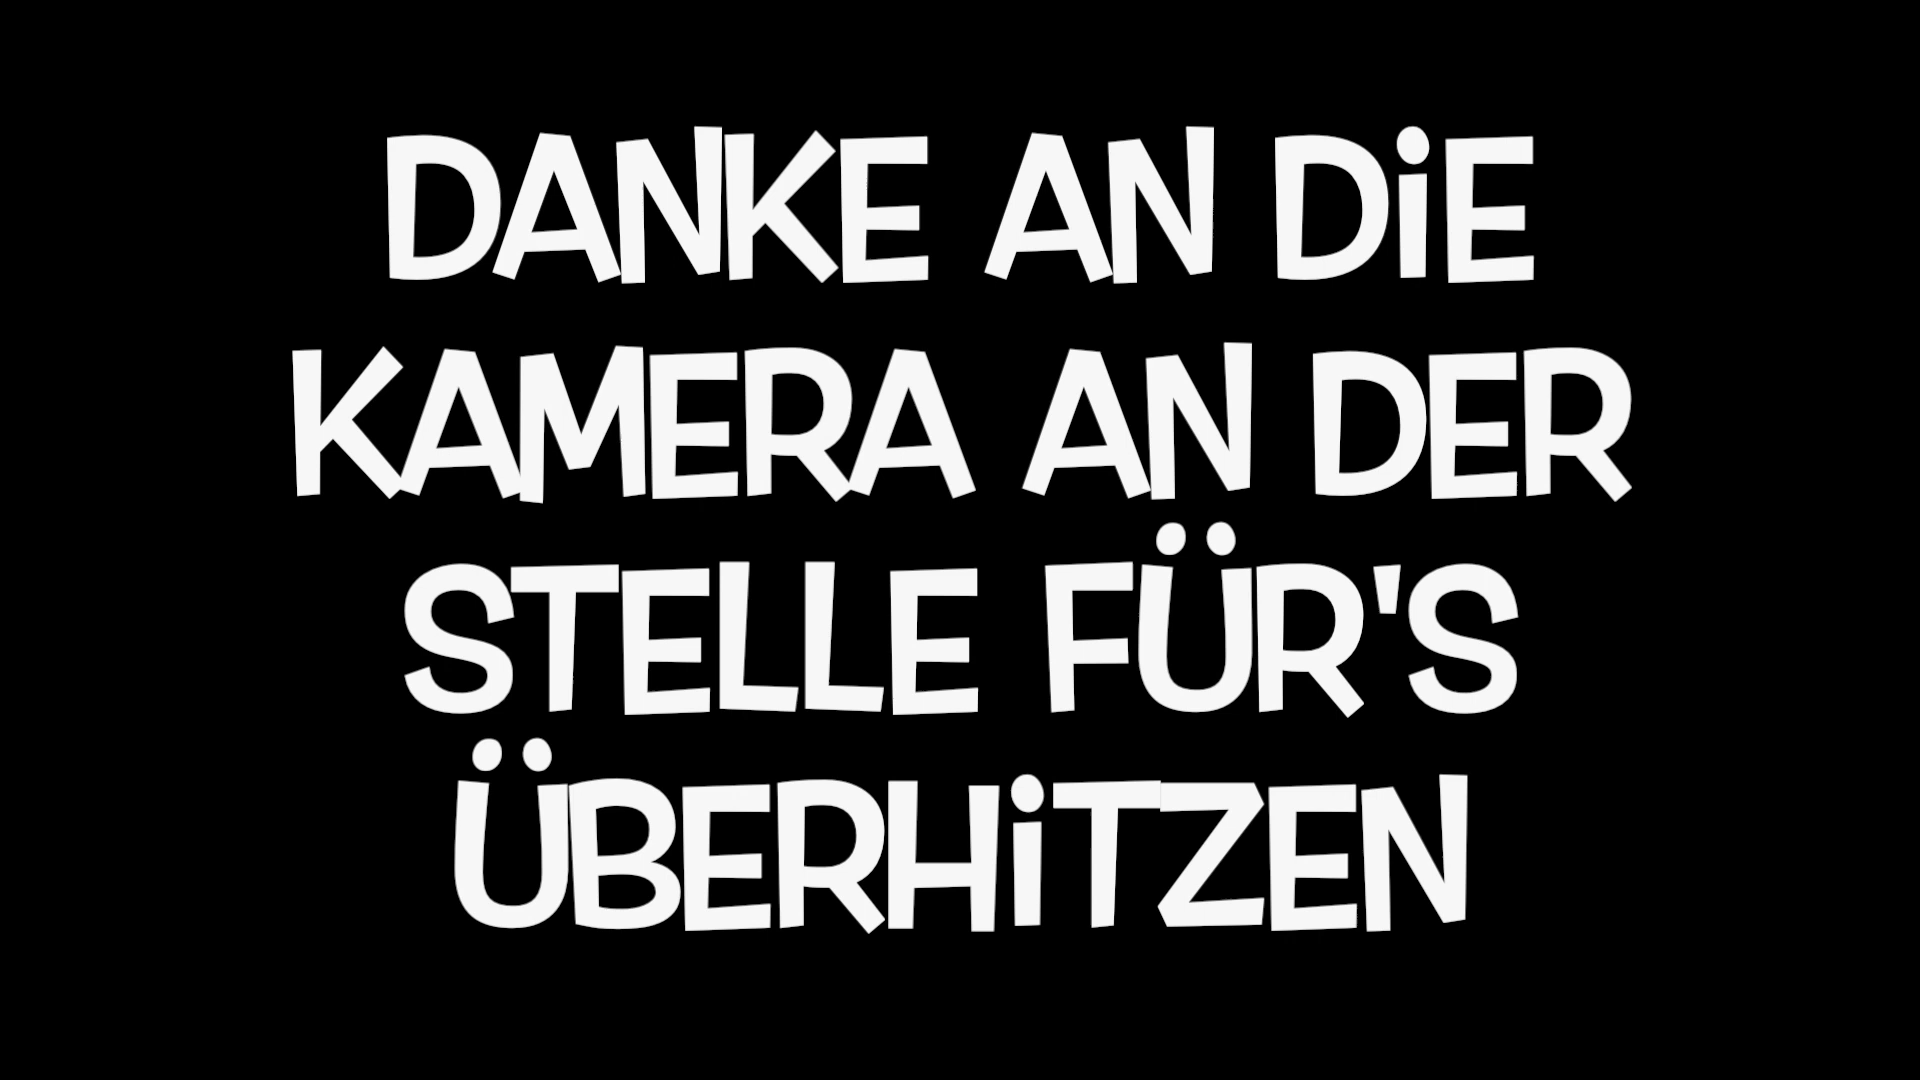 DANKE AN DiE
KAMERA AN DER
STELLE FÜR'S
ÜBERHiTZEN